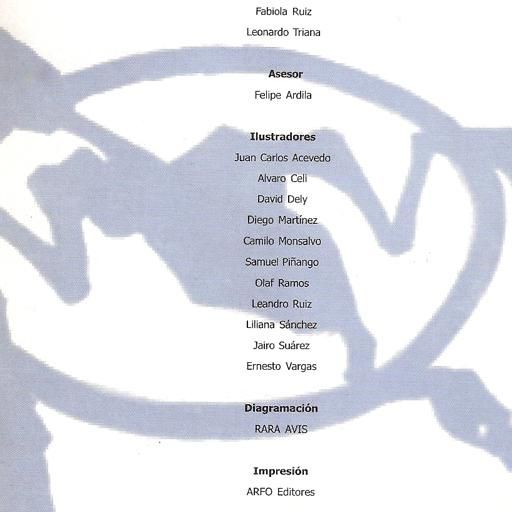 Fabiola Ruiz
Leonardo Triana
Asesor
Felipe Ardila
Ilustradores
Juan Carlos Acevedo
Alvaro Celi
David Dely
Diego Martínez
Camilo Monsalvo
Samuel Piñango
Olaf Ramos
Leandro Ruiz
Liliana Sánchez
Jairo Suárez
Ernesto Vargas
Diagramación
RARA AVIS
Impresión
ARFO Editores